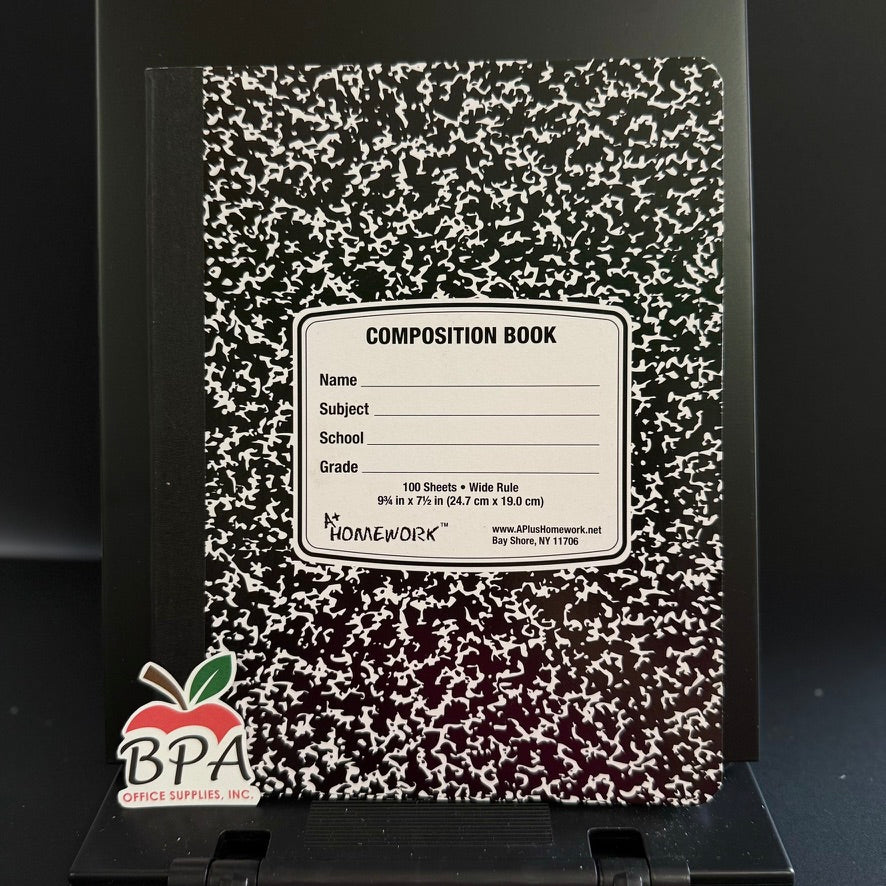 COMPOSITION BOOK
Name
Subject
School
Grade
100 Sheets • Wide Rule
9¾ in x 7½ in (24.7 cm x 19.0 cm)
A+
HOMEWORK™
www.APlusHomework.net
Bay Shore, NY 11706
BPA
OFFICE SUPPLIES, INC.